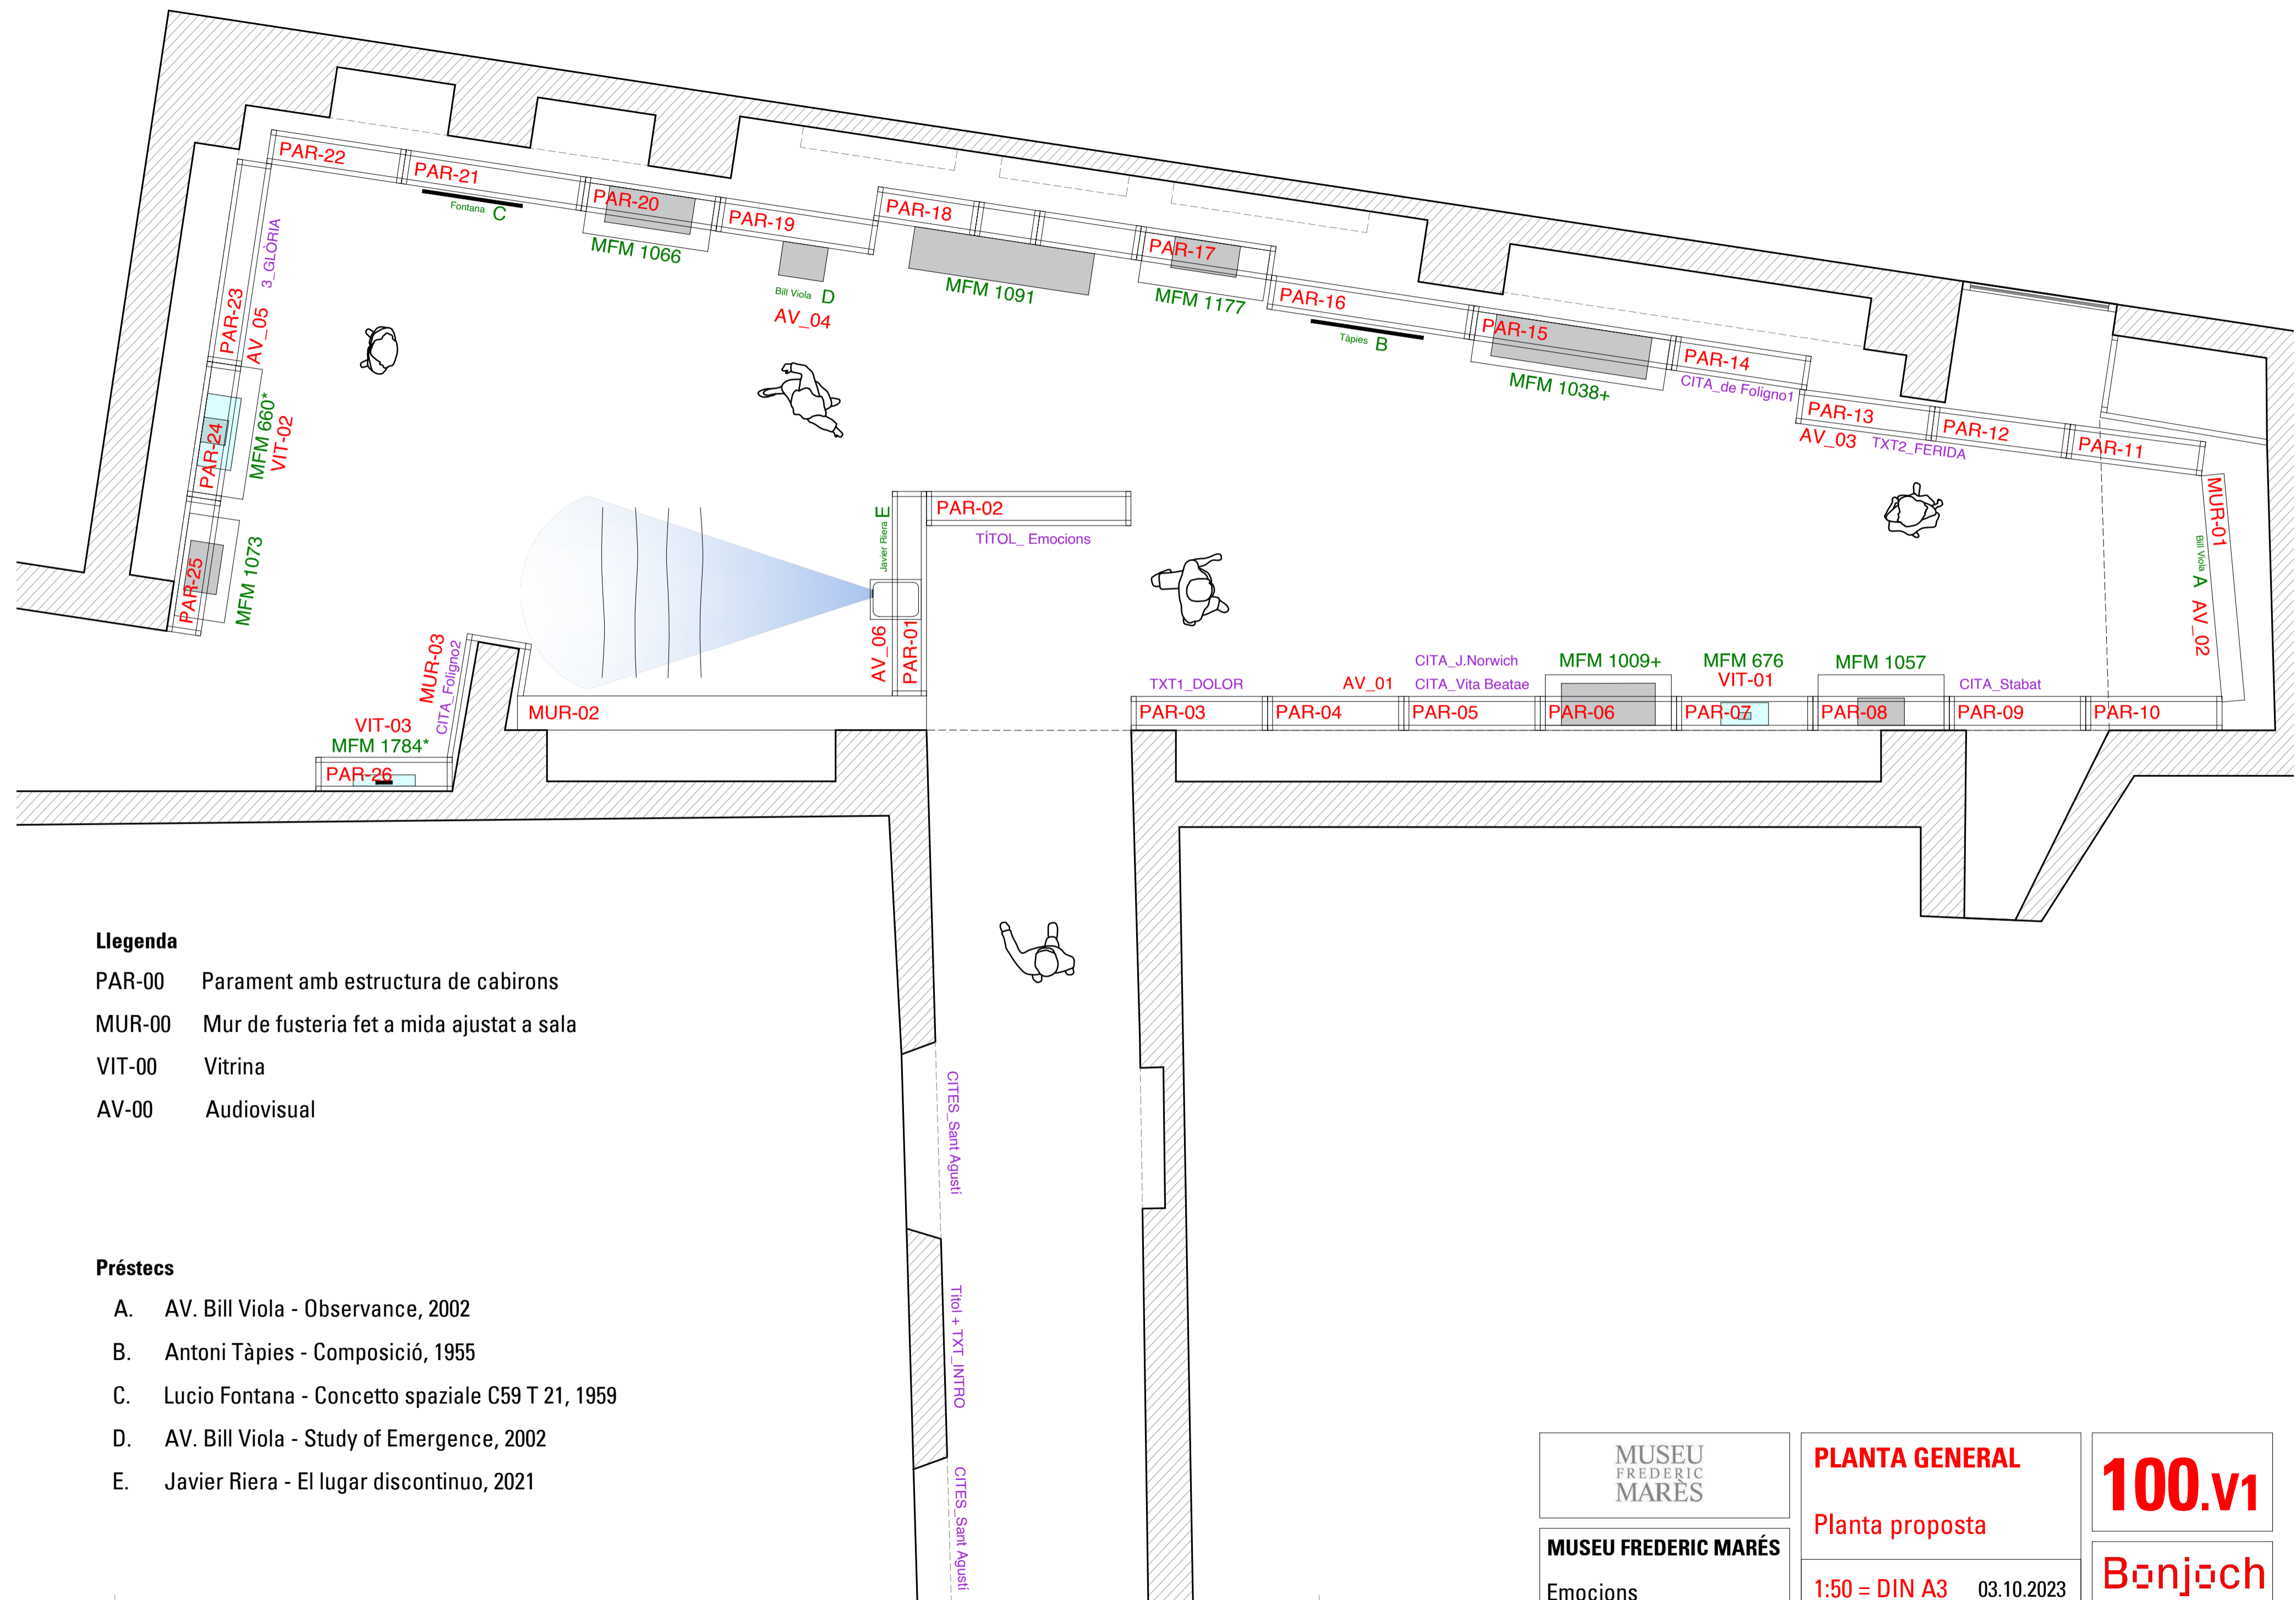 PAR-22
PAR-21
Fontana C
PAR-20
MFM 1066
PAR-19
Bill Viola D
AV_04
PAR-18
MFM 1091
PAR-17
MFM 1177
PAR-16
Tàpies B
PAR-15
MFM 1038+
PAR-14
CITA_de Foligno1
PAR-13
AV_03 TXT2_FERIDA
PAR-12
PAR-11
MUR-01
Bill Viola A AV_02
3_GLÒRIA
PAR-23
AV_05
PAR-24
MFM 660*
VIT-02
PAR-25
MFM 1073
MUR-03
CITA_Foligno2
VIT-03
MFM 1784*
PAR-26
MUR-02
Javier Riera E
AV_06
PAR-01
PAR-02
TÍTOL_ Emocions
TXT1_DOLOR
AV_01
CITA_J.Norwich
CITA_Vita Beatae
MFM 1009+
MFM 676
VIT-01
MFM 1057
CITA_Stabat
PAR-03
PAR-04
PAR-05
PAR-06
PAR-07
PAR-08
PAR-09
PAR-10
CITES_Sant Agustí
Títol + TXT_INTRO
CITES_Sant Agustí
Llegenda
PAR-00 Parament amb estructura de cabirons
MUR-00 Mur de fusteria fet a mida ajustat a sala
VIT-00 Vitrina
AV-00 Audiovisual
Préstecs
A. AV. Bill Viola - Observance, 2002
B. Antoni Tàpies - Composició, 1955
C. Lucio Fontana - Concetto spaziale C59 T 21, 1959
D. AV. Bill Viola - Study of Emergence, 2002
E. Javier Riera - El lugar discontinuo, 2021
MUSEU
FREDERIC
MARÈS
MUSEU FREDERIC MARÉS
Emocions
PLANTA GENERAL
Planta proposta
1:50 = DIN A3 03.10.2023
100.V1
Bonjoch